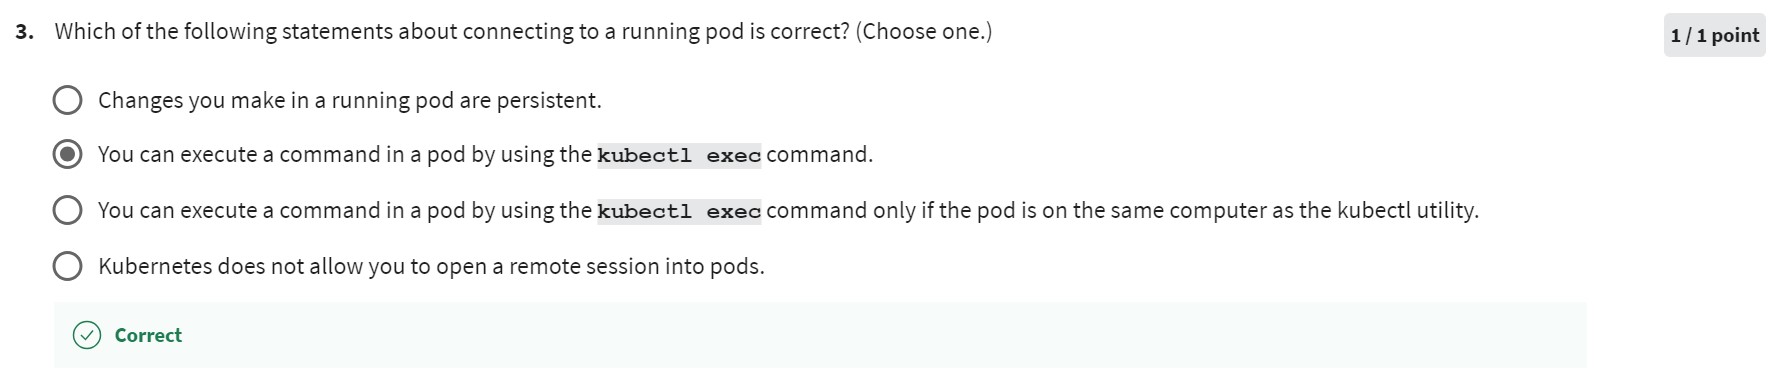 3. Which of the following statements about connecting to a running pod is correct? (Choose one.)
1 / 1 point
Changes you make in a running pod are persistent.
You can execute a command in a pod by using the kubectl exec command.
You can execute a command in a pod by using the kubectl exec command only if the pod is on the same computer as the kubectl utility.
Kubernetes does not allow you to open a remote session into pods.
Correct